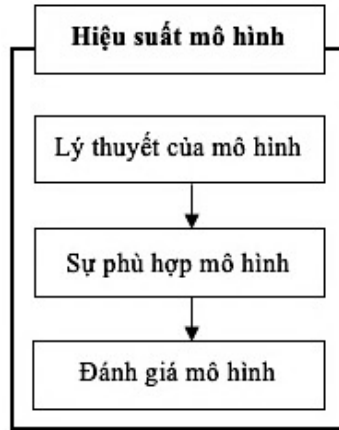 Hiệu suất mô hình
Lý thuyết của mô hình
Sự phù hợp mô hình
Đánh giá mô hình